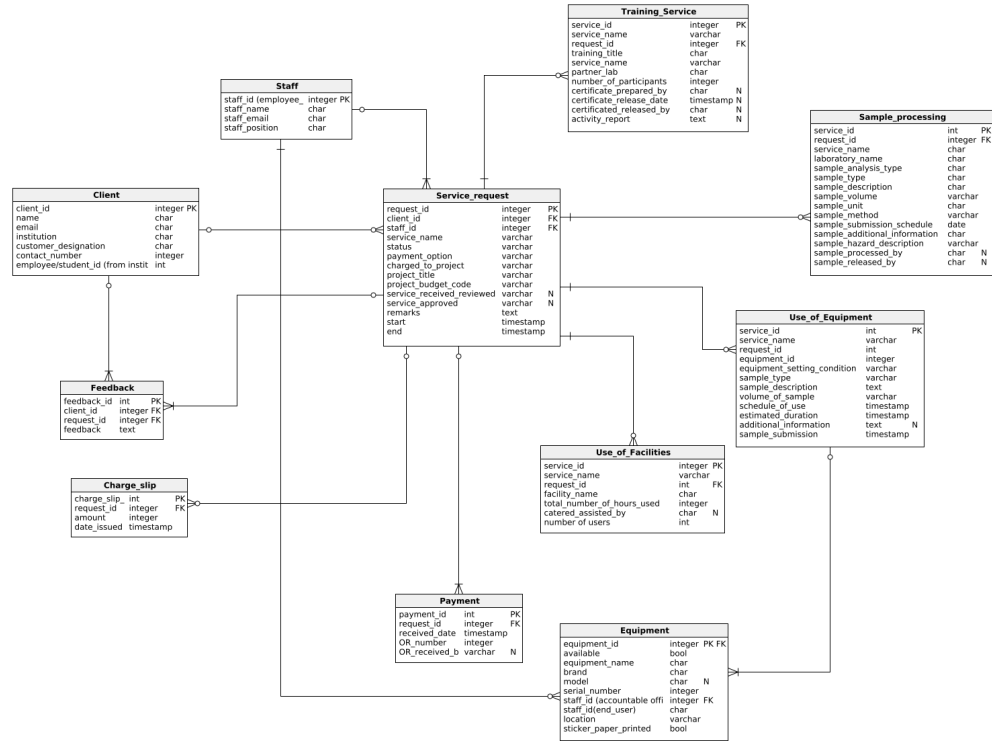 Training_Service
service_id integer PK
service_name varchar
request_id integer FK
training_title char
service_name varchar
partner_lab char
number_of_participants integer
certificate_prepared_by char N
certificate_release_date timestamp N
certificated_released_by char N
activity_report text N
Staff
staff_id (employee_ integer PK
staff_name char
staff_email char
staff_position char
Sample_processing
service_id int PK
request_id integer FK
service_name char
laboratory_name char
sample_analysis_type char
sample_type char
sample_description char
sample_volume varchar
sample_unit char
sample_method varchar
sample_submission_schedule date
sample_additional_information char
sample_hazard_description varchar
sample_processed_by char N
sample_released_by char N
Client
client_id integer PK
name char
email char
institution char
customer_designation char
contact_number integer
employee/student_id (from instit int
Service_request
request_id integer PK
client_id integer FK
staff_id integer FK
service_name varchar
status varchar
payment_option varchar
charged_to_project varchar
project_title varchar
project_budget_code varchar
service_received_reviewed varchar N
service_approved varchar N
remarks text
start timestamp
end timestamp
Use_of_Equipment
service_id int PK
service_name varchar
request_id int
equipment_id integer
equipment_setting_condition varchar
sample_type varchar
sample_description text
volume_of_sample varchar
schedule_of_use timestamp
estimated_duration timestamp
additional_information text N
sample_submission timestamp
Feedback
feedback_id int PK
client_id integer FK
request_id integer FK
feedback text
Use_of_Facilities
service_id integer PK
service_name varchar
request_id int FK
facility_name char
total_number_of_hours_used integer
catered_assisted_by char N
number of users int
Charge_slip
charge_slip_ int PK
request_id integer FK
amount integer
date_issued timestamp
Payment
payment_id int PK
request_id integer FK
received_date timestamp
OR_number integer
OR_received_b varchar N
Equipment
equipment_id integer PK FK
available bool
equipment_name char
brand char
model char N
serial_number integer
staff_id (accountable offi integer FK
staff_id(end_user) char
location varchar
sticker_paper_printed bool